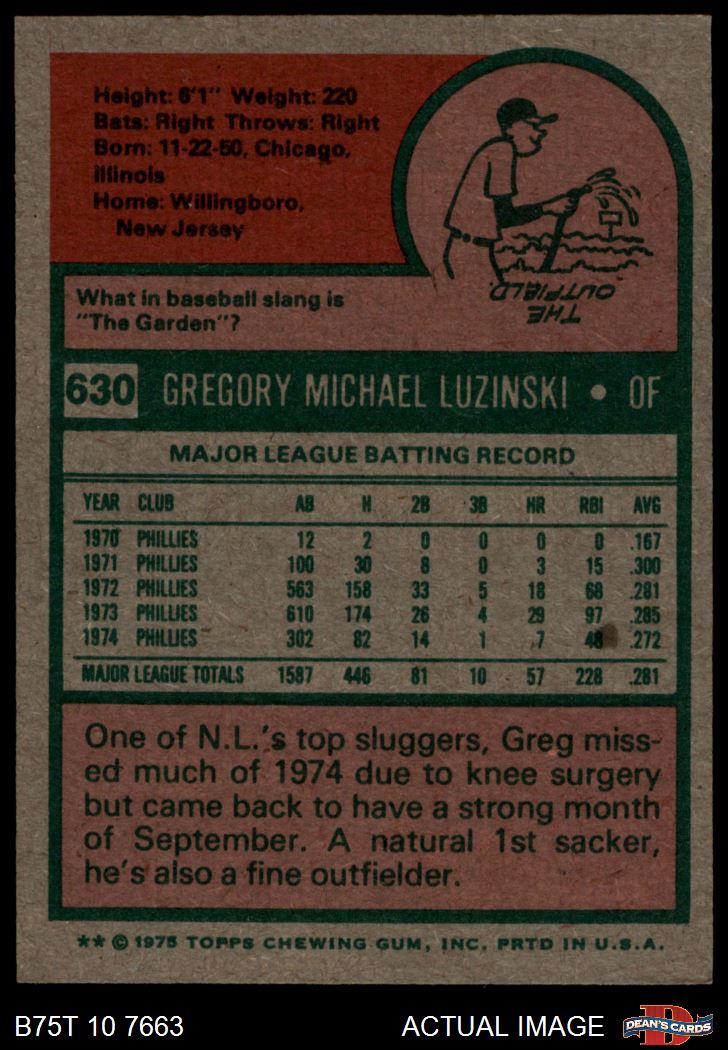 Height: 6'1" Weight: 220
Bats: Right Throws: Right
Born: 11-22-50, Chicago,
Illinois
Home: Willingboro,
New Jersey
THE
OUTFIELD.
What in baseball slang is
"The Garden"?
630 GREGORY MICHAEL LUZINSKI • OF
MAJOR LEAGUE BATTING RECORD
YEAR CLUB AB H 2B 3B HR RBI AVG
1970 PHILLIES 12 2 0 0 0 0 .167
1971 PHILLIES 100 30 8 0 3 15 .300
1972 PHILLIES 563 158 33 5 18 68 .281
1973 PHILLIES 610 174 26 4 29 97 .285
1974 PHILLIES 302 82 14 1 7 48 .272
MAJOR LEAGUE TOTALS 1587 446 81 10 57 228 .281
One of N.L.'s top sluggers, Greg miss-
ed much of 1974 due to knee surgery
but came back to have a strong month
of September. A natural 1st sacker,
he's also a fine outfielder.
** © 1975 TOPPS CHEWING GUM, INC. PRTD IN U.S.A.
B75T 10 7663 ACTUAL IMAGE D DEAN'S CARDS